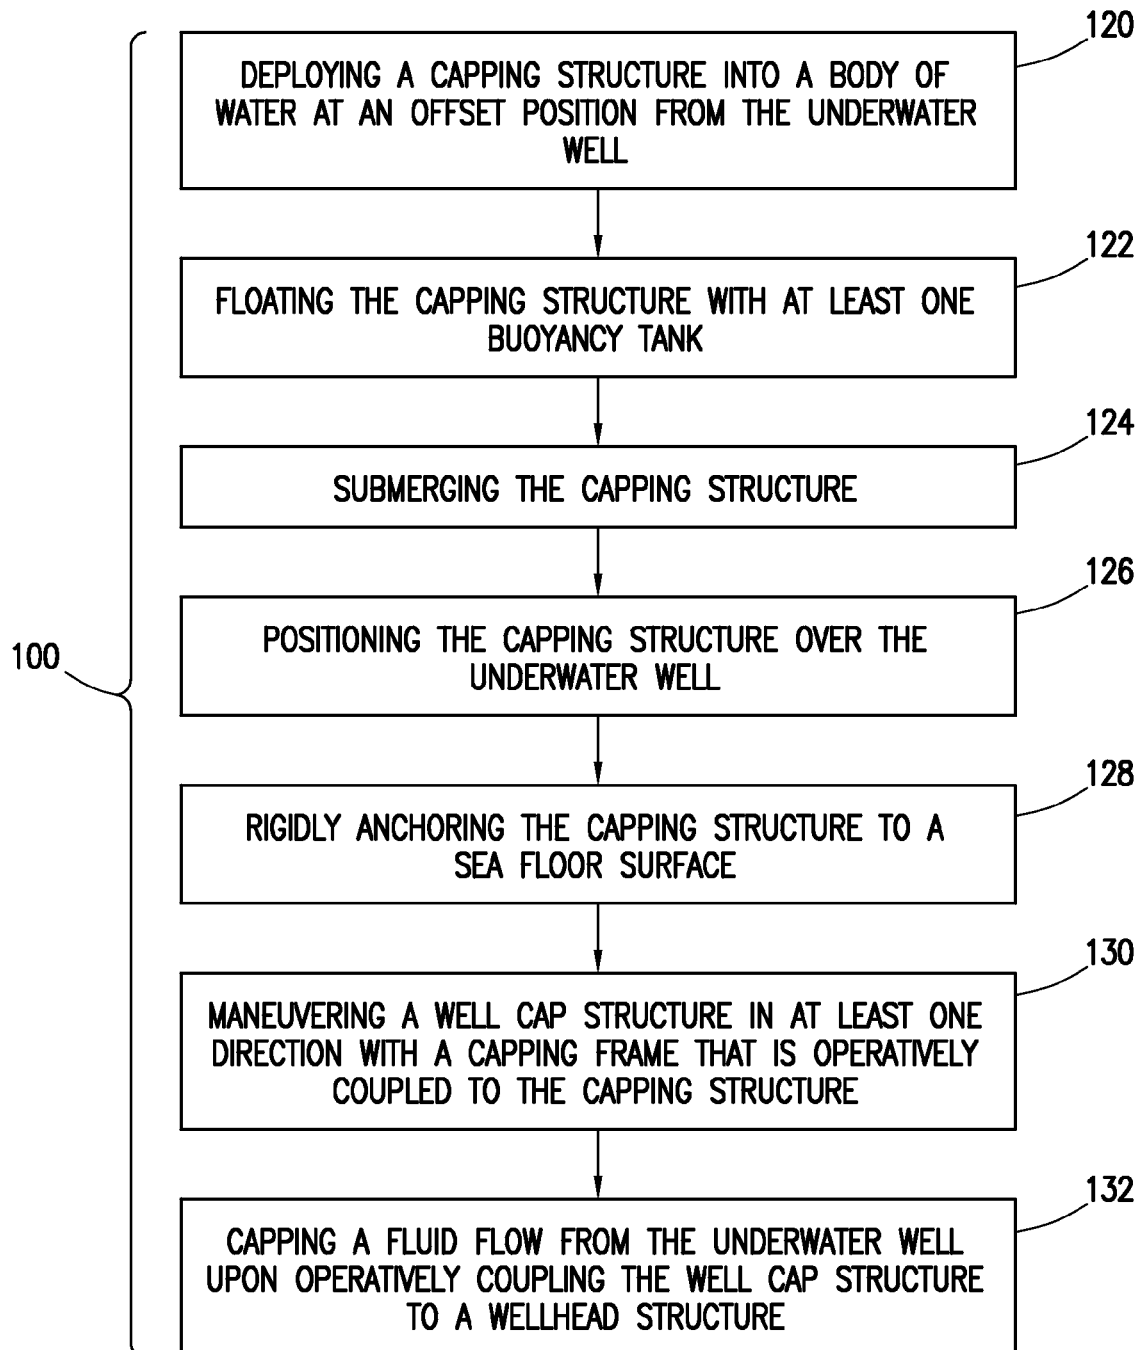 120
DEPLOYING A CAPPING STRUCTURE INTO A BODY OF
WATER AT AN OFFSET POSITION FROM THE UNDERWATER
WELL
122
FLOATING THE CAPPING STRUCTURE WITH AT LEAST ONE
BUOYANCY TANK
124
SUBMERGING THE CAPPING STRUCTURE
126
POSITIONING THE CAPPING STRUCTURE OVER THE
UNDERWATER WELL
100
128
RIGIDLY ANCHORING THE CAPPING STRUCTURE TO A
SEA FLOOR SURFACE
130
MANEUVERING A WELL CAP STRUCTURE IN AT LEAST ONE
DIRECTION WITH A CAPPING FRAME THAT IS OPERATIVELY
COUPLED TO THE CAPPING STRUCTURE
132
CAPPING A FLUID FLOW FROM THE UNDERWATER WELL
UPON OPERATIVELY COUPLING THE WELL CAP STRUCTURE
TO A WELLHEAD STRUCTURE